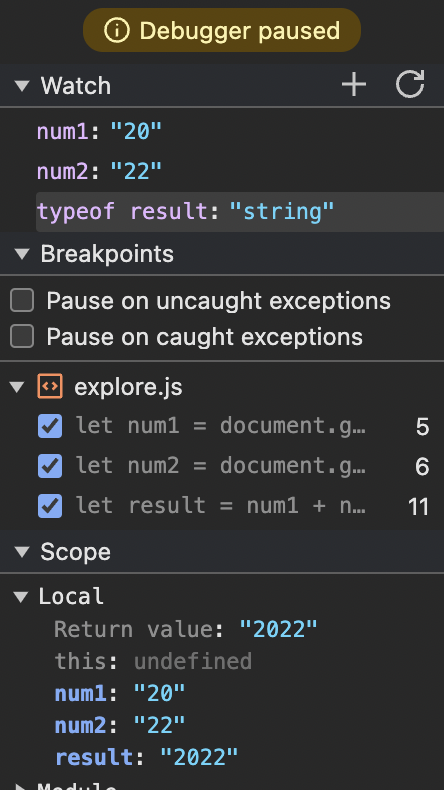 Debugger paused
Watch
num1: "20"
num2: "22"
typeof result: "string"
Breakpoints
Pause on uncaught exceptions
Pause on caught exceptions
explore.js
let num1 = document.g… 5
let num2 = document.g… 6
let result = num1 + n… 11
Scope
Local
Return value: "2022"
this: undefined
num1: "20"
num2: "22"
result: "2022"
Module